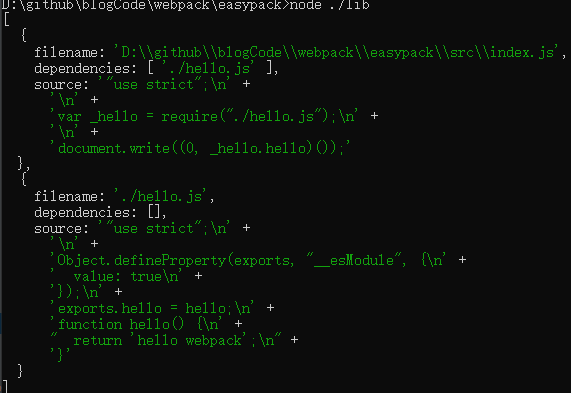 D:\github\blogCode\webpack\easypack>node ./lib
[
  {
    filename: 'D:\\github\\blogCode\\webpack\\easypack\\src\\index.js',
    dependencies: [ './hello.js' ],
    source: '"use strict";\n' +
      '\n' +
      'var _hello = require("./hello.js");\n' +
      '\n' +
      'document.write((0, _hello.hello)());'
  },
  {
    filename: './hello.js',
    dependencies: [],
    source: '"use strict";\n' +
      '\n' +
      'Object.defineProperty(exports, "__esModule", {\n' +
      '  value: true\n' +
      '});\n' +
      'exports.hello = hello;\n' +
      'function hello() {\n' +
      "  return 'hello webpack';\n" +
      '}'
  }
]